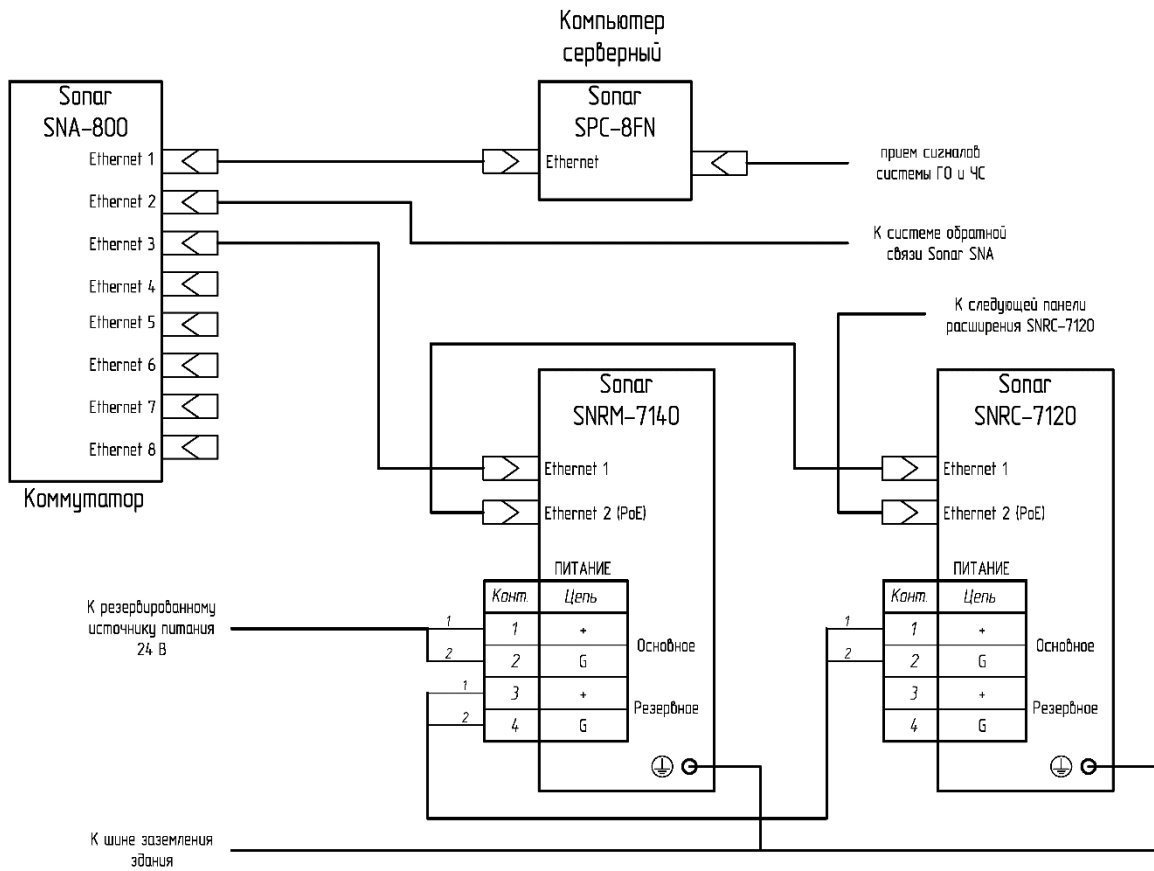 Компьютер
серверный
Sonar
SNA-800
Ethernet 1
Ethernet 2
Ethernet 3
Ethernet 4
Ethernet 5
Ethernet 6
Ethernet 7
Ethernet 8
Коммутатор
Sonar
SPC-8FN
Ethernet
прием сигналов
системы ГО и ЧС
К системе обратной
связи Sonar SNA
К следующей панели
расширения SNRC-7120
Sonar
SNRM-7140
Ethernet 1
Ethernet 2 (PoE)
ПИТАНИЕ
Конт. Цепь
1 1 +
2 2 G
Основное
1 3 +
2 4 G
Резервное
Sonar
SNRC-7120
Ethernet 1
Ethernet 2 (PoE)
ПИТАНИЕ
Конт. Цепь
1 1 +
2 2 G
Основное
3 +
4 G
Резервное
К резервированному
источнику питания
24 В
К шине заземления
здания